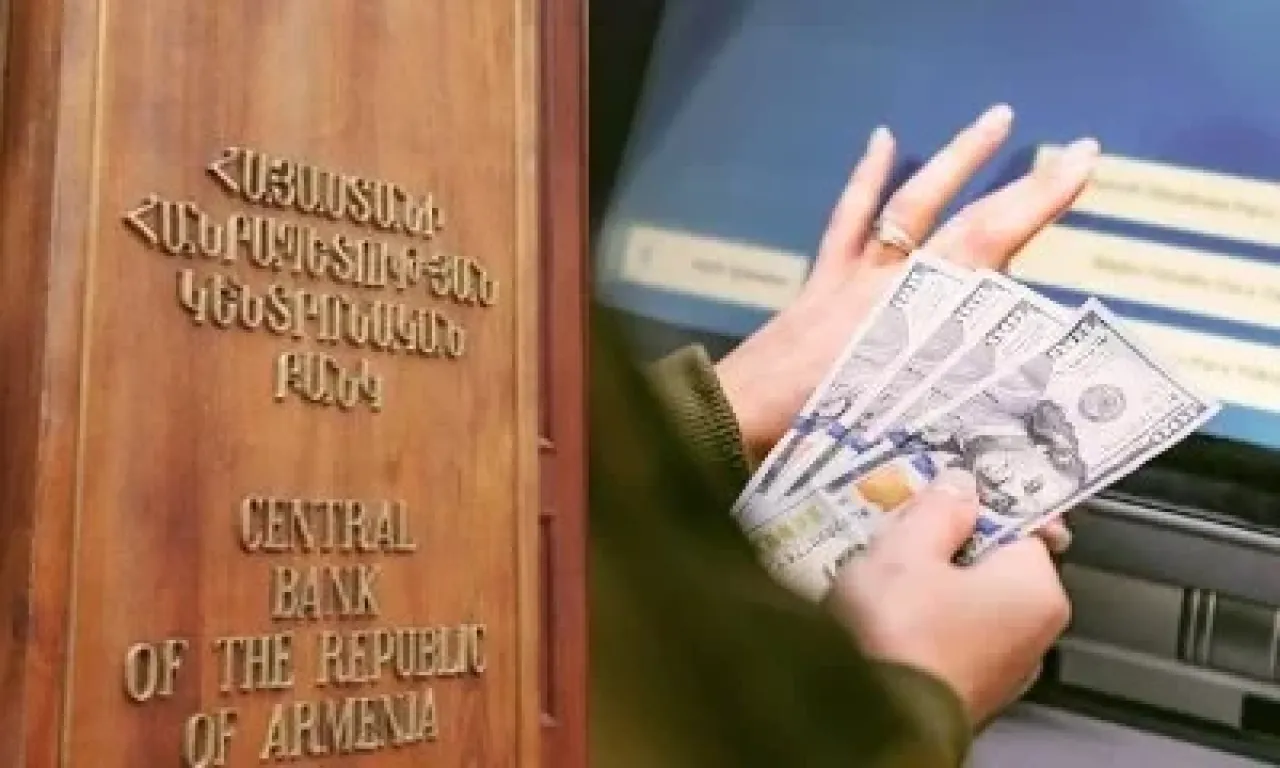 ՀԱՅԱՍՏԱՆԻ
ՀԱՆՐԱՊԵՏՈՒԹՅԱՆ
ԿԵՆՏՐՈՆԱԿԱՆ
ԲԱՆԿ
CENTRAL
BANK
OF THE REPUBLIC
OF ARMENIA